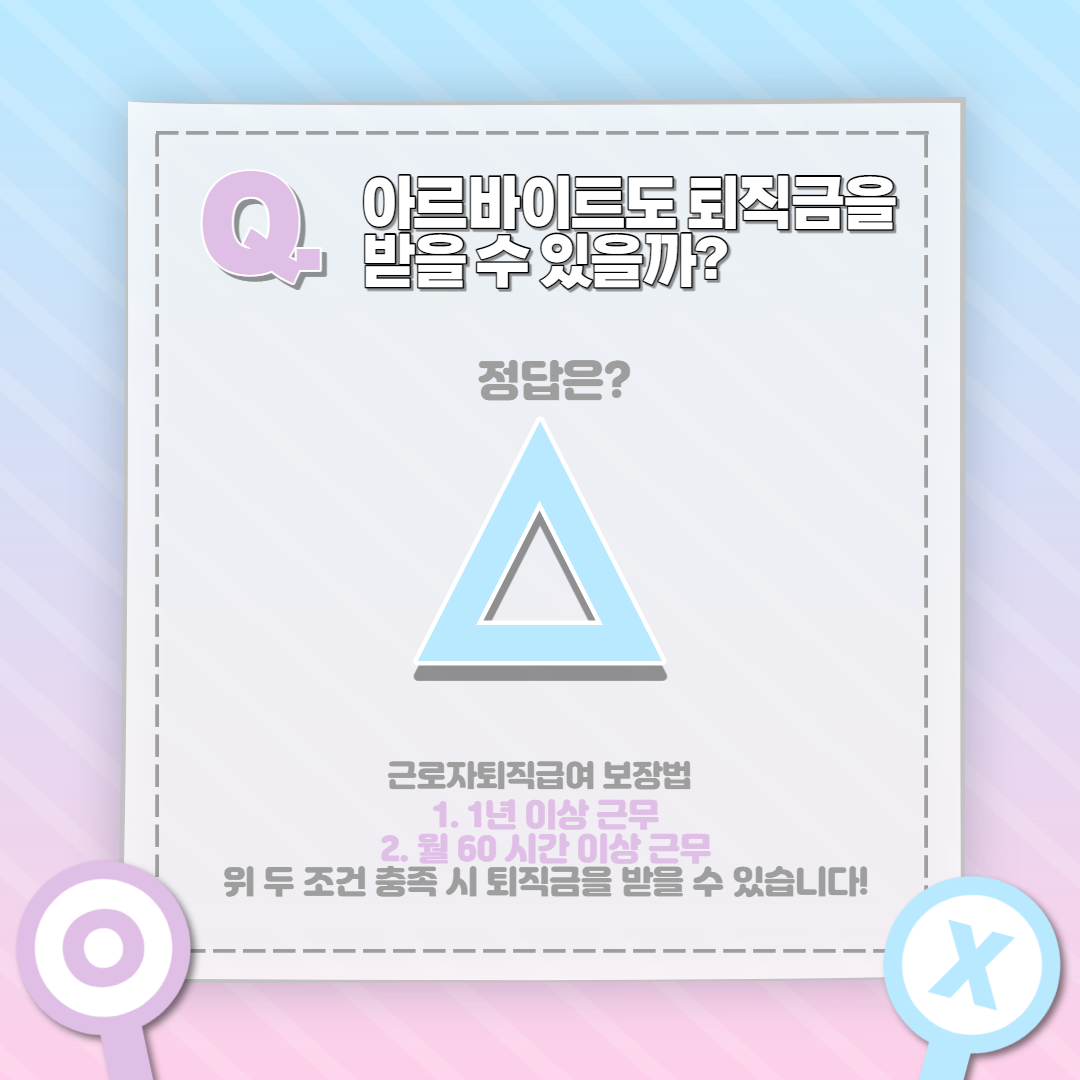 Q
아르바이트도 퇴직금을
받을 수 있을까?
정답은?
근로자퇴직급여 보장법
1. 1년 이상 근무
2. 월 60 시간 이상 근무
위 두 조건 충족 시 퇴직금을 받을 수 있습니다!
O
X